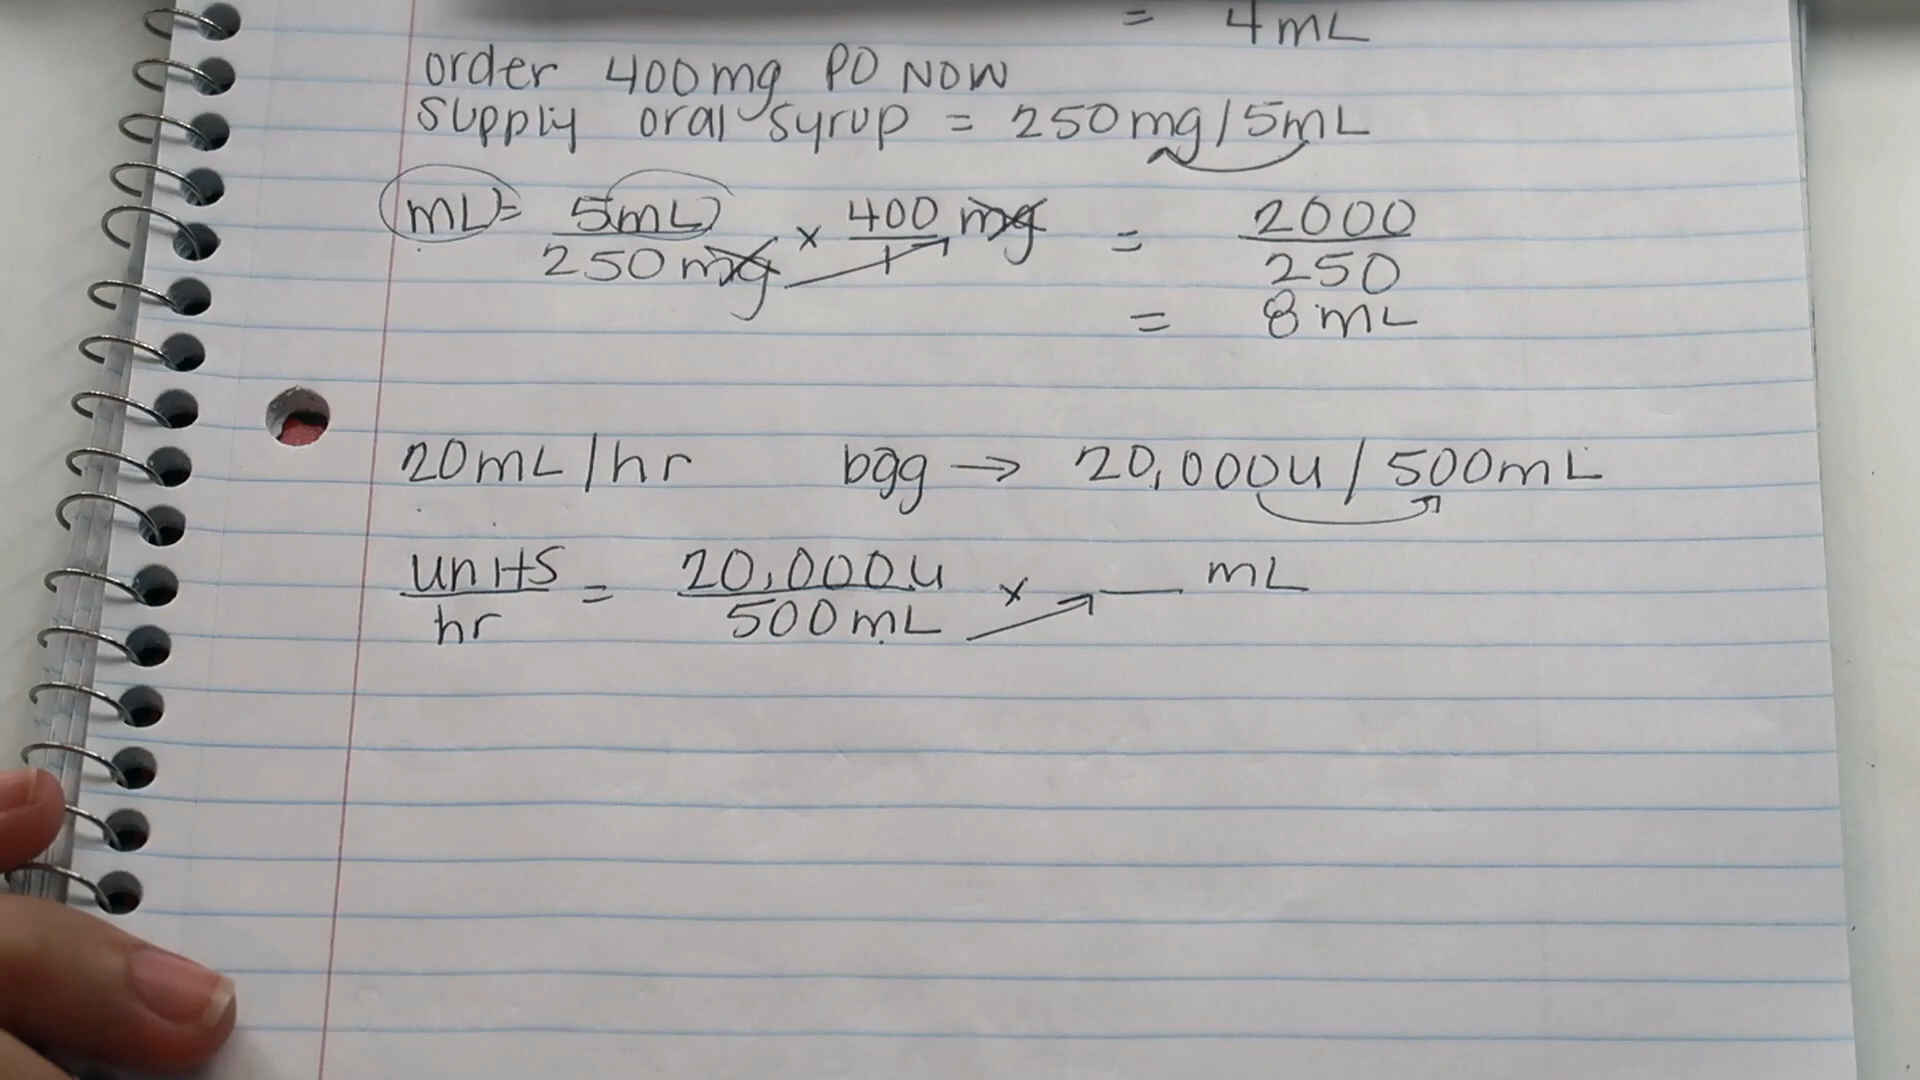 = 4mL
order 400mg PO NOW
supply oral syrup = 250mg/5mL
mL = 5mL/250mg x 400mg/1 = 2000/250
= 8mL
20mL/hr bag → 20,000u/500mL
units/hr = 20,000u/500mL x __ mL